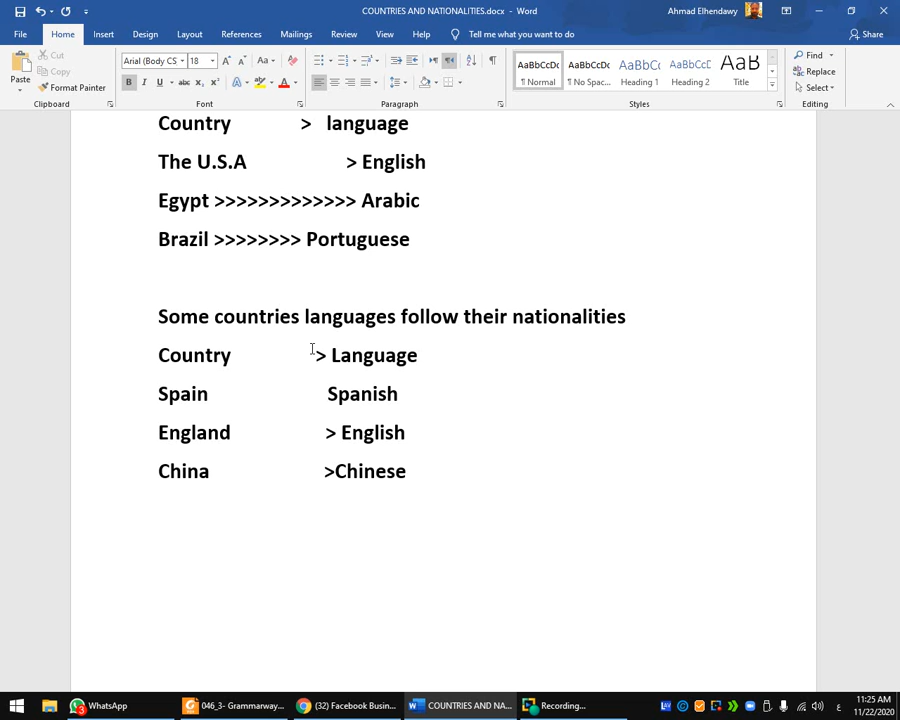 COUNTRIES AND NATIONALITIES.docx - Word
Ahmad Elhendawy
File Home Insert Design Layout References Mailings Review View Help Tell me what you want to do Share
Paste
Cut
Copy
Format Painter
Arial (Body CS) 18
AaBbCcDc AaBbCcDc AaBbC( AaBbCcD AaB
¶ Normal ¶ No Spac... Heading 1 Heading 2 Title
Find
Replace
Select
Clipboard Font Paragraph Styles Editing
Country > language
The U.S.A > English
Egypt >>>>>>>>>>>>> Arabic
Brazil >>>>>>>> Portuguese
Some countries languages follow their nationalities
Country > Language
Spain Spanish
England > English
China >Chinese
WhatsApp 3
046_3- Grammarway...
(32) Facebook Busin...
COUNTRIES AND NA...
Recording...
ع
11:25 AM
11/22/2020